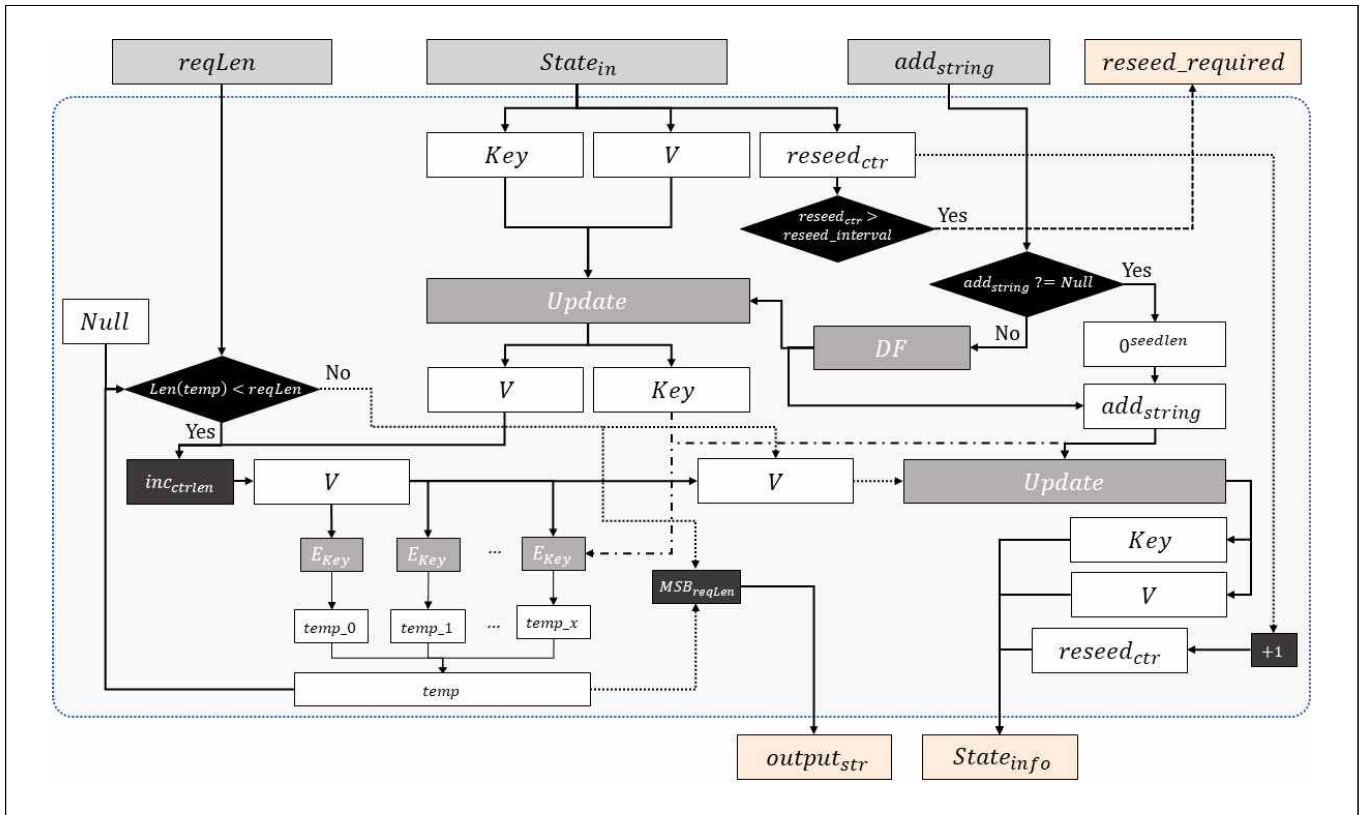 reqLen
State_in
add_string
reseed_required
Key
V
reseed_ctr
reseed_ctr >
reseed_interval
Yes
add_string ?= Null
Yes
Update
Null
No
DF
0^seedlen
Len(temp) < reqLen
No
V
Key
add_string
Yes
inc_ctrlen
V
V
Update
E_Key
E_Key
...
E_Key
Key
MSB_reqLen
V
temp_0
temp_1
...
temp_x
reseed_ctr
+1
temp
output_str
State_info